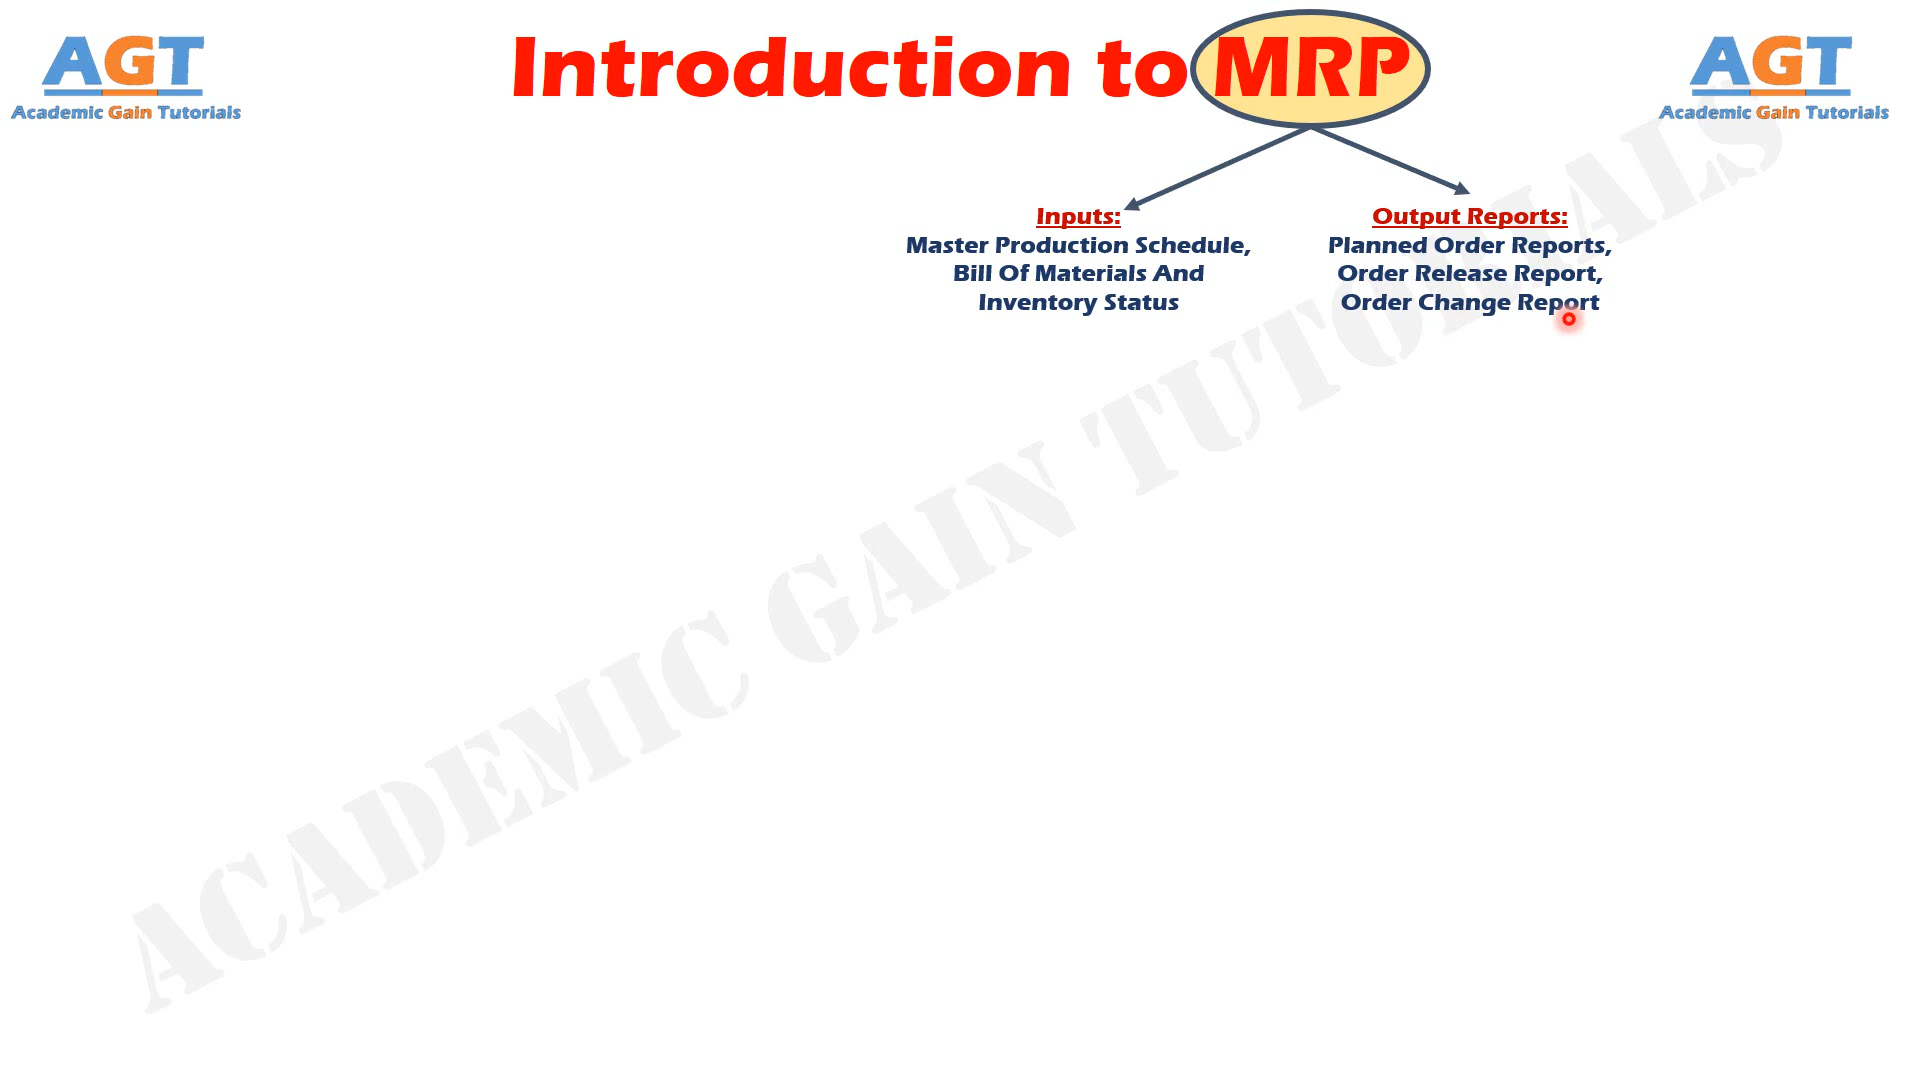 AGT
Academic Gain Tutorials
Introduction to MRP
AGT
Academic Gain Tutorials
Inputs:
Master Production Schedule,
Bill Of Materials And
Inventory Status
Output Reports:
Planned Order Reports,
Order Release Report,
Order Change Report
ACADEMIC GAIN TUTORIALS